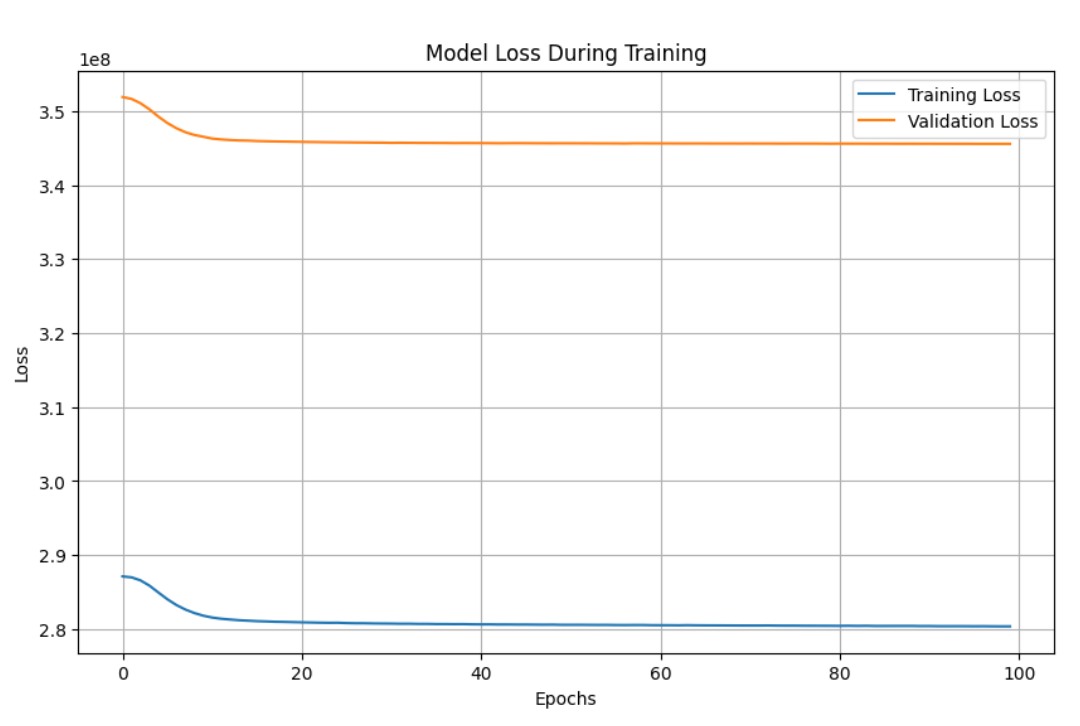 Model Loss During Training
1e8
Training Loss
Validation Loss
3.5
3.4
3.3
3.2
3.1
3.0
2.9
2.8
Loss
0 20 40 60 80 100
Epochs